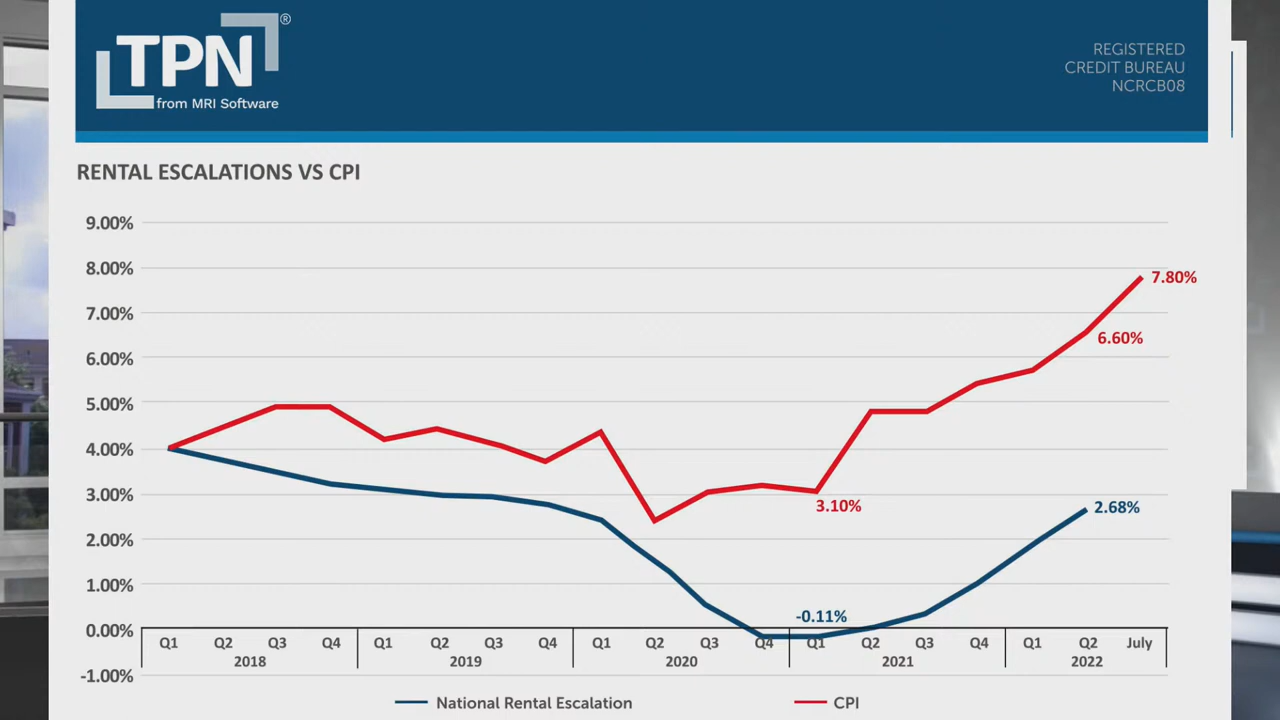 TPN®
from MRI Software
REGISTERED
CREDIT BUREAU
NCRCB08
RENTAL ESCALATIONS VS CPI
9.00%
8.00%
7.00%
6.00%
5.00%
4.00%
3.00%
2.00%
1.00%
0.00%
-1.00%
7.80%
6.60%
3.10%
2.68%
-0.11%
Q1 Q2 Q3 Q4 Q1 Q2 Q3 Q4 Q1 Q2 Q3 Q4 Q1 Q2 Q3 Q4 Q1 Q2 July
2018 2019 2020 2021 2022
National Rental Escalation CPI